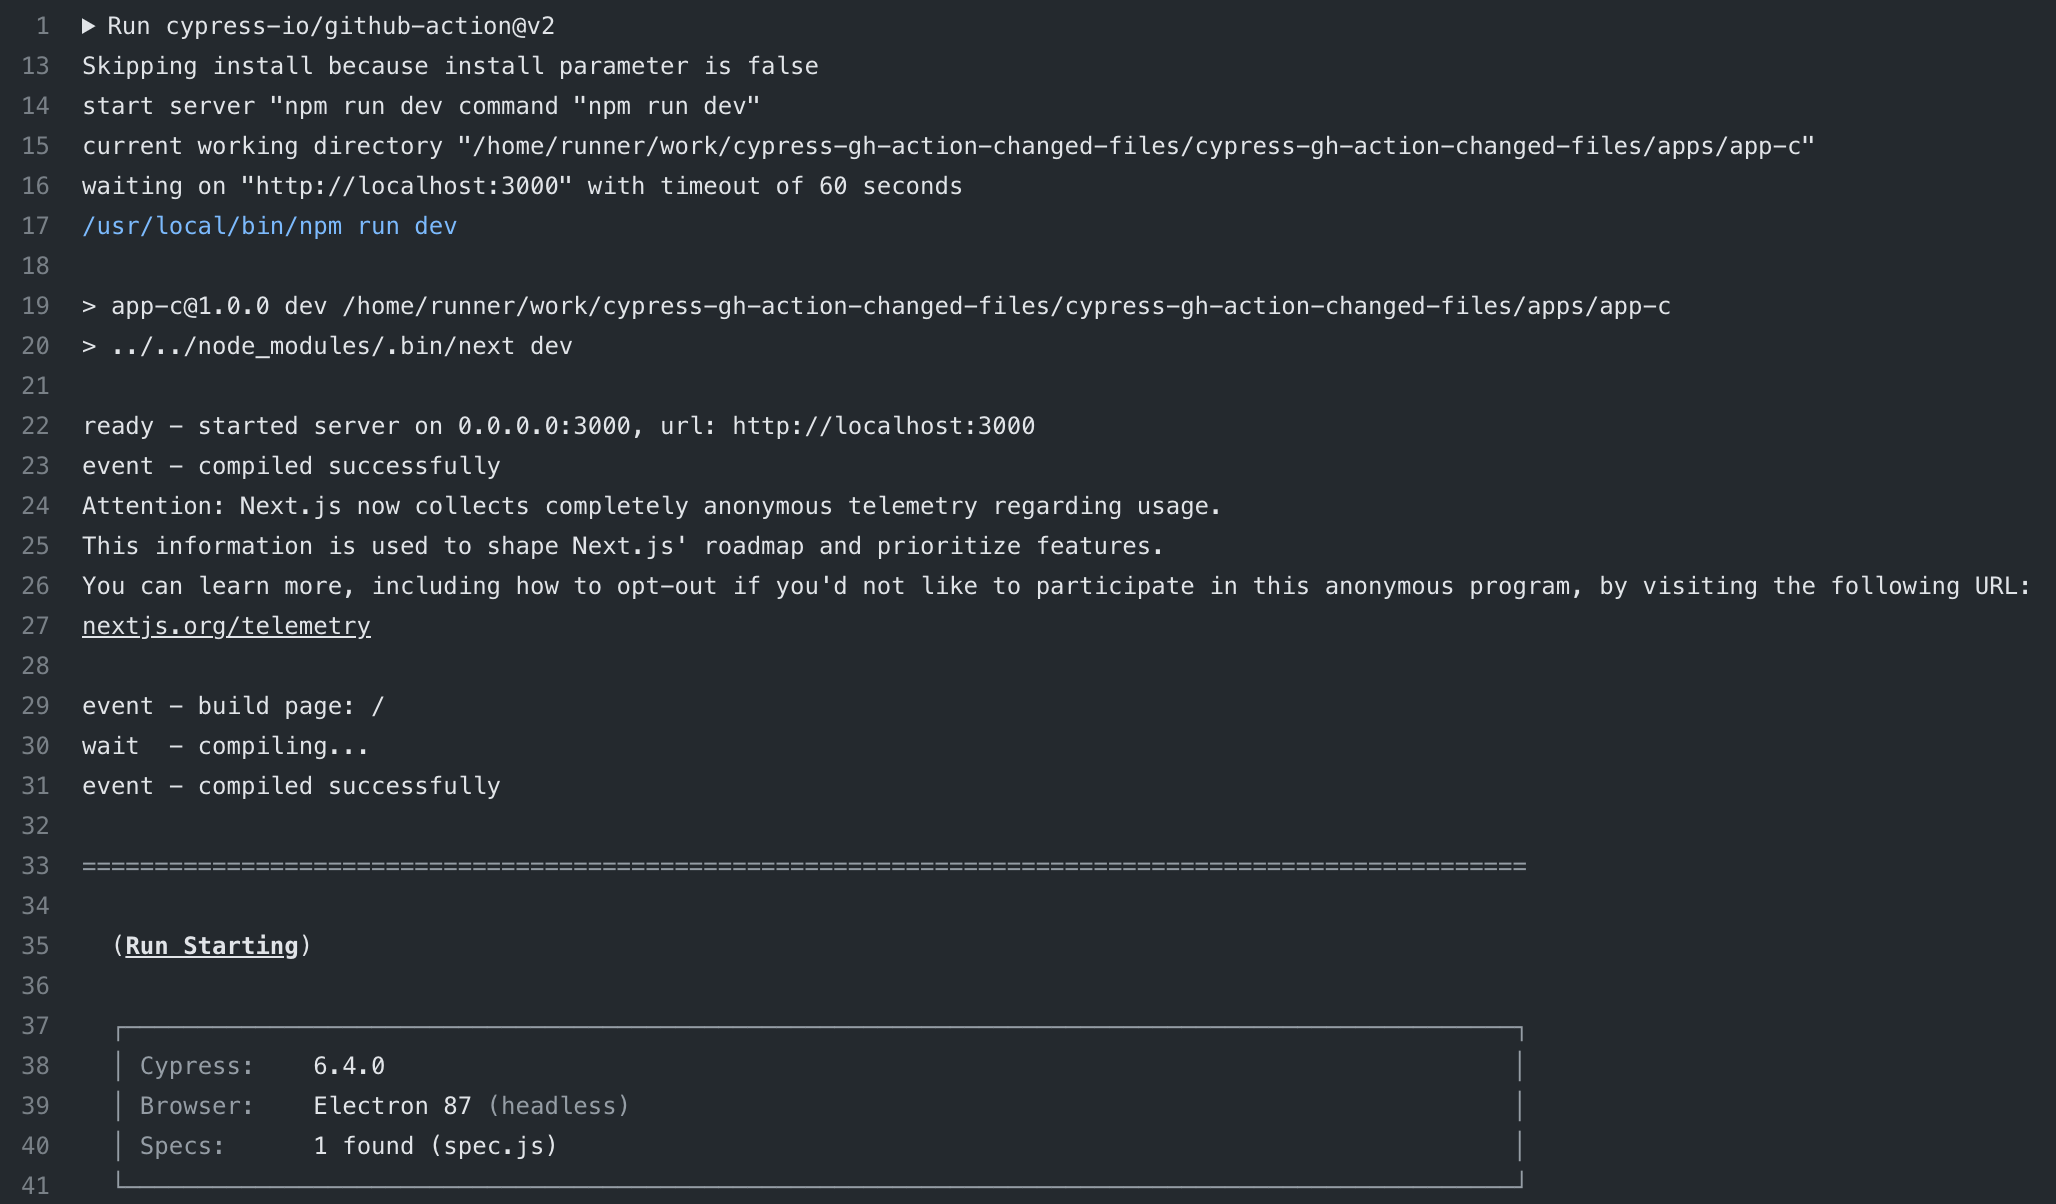 1 ▶ Run cypress-io/github-action@v2
13 Skipping install because install parameter is false
14 start server "npm run dev command "npm run dev"
15 current working directory "/home/runner/work/cypress-gh-action-changed-files/cypress-gh-action-changed-files/apps/app-c"
16 waiting on "http://localhost:3000" with timeout of 60 seconds
17 /usr/local/bin/npm run dev
18
19 > app-c@1.0.0 dev /home/runner/work/cypress-gh-action-changed-files/cypress-gh-action-changed-files/apps/app-c
20 > ../../node_modules/.bin/next dev
21
22 ready - started server on 0.0.0.0:3000, url: http://localhost:3000
23 event - compiled successfully
24 Attention: Next.js now collects completely anonymous telemetry regarding usage.
25 This information is used to shape Next.js' roadmap and prioritize features.
26 You can learn more, including how to opt-out if you'd not like to participate in this anonymous program, by visiting the following URL:
27 nextjs.org/telemetry
28
29 event - build page: /
30 wait  - compiling...
31 event - compiled successfully
32
33 ====================================================================================================
34
35 (Run Starting)
36
37
38 Cypress: 6.4.0
39 Browser: Electron 87 (headless)
40 Specs: 1 found (spec.js)
41